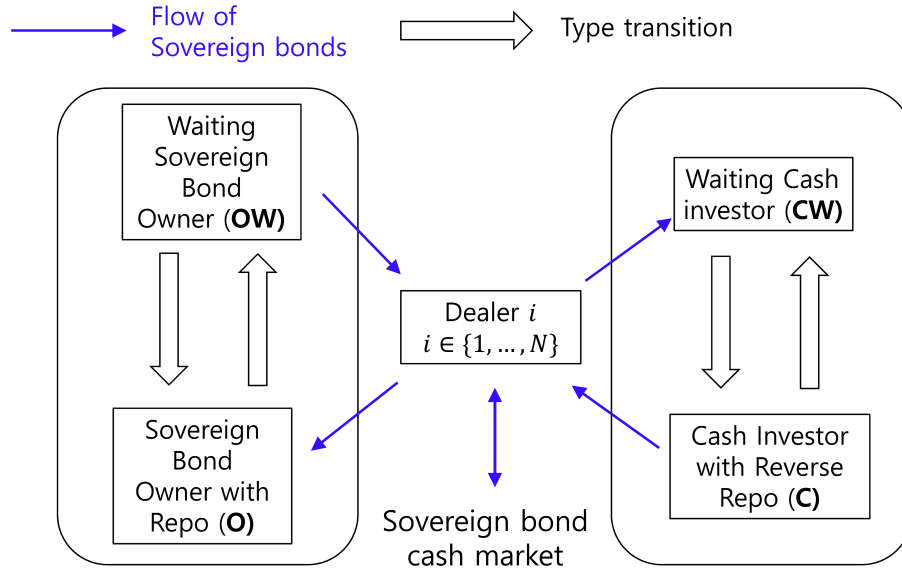 Flow of
Sovereign bonds
Type transition
Waiting
Sovereign
Bond
Owner (OW)
Waiting Cash
investor (CW)
Dealer i
i ∈ {1, … , N}
Sovereign
Bond
Owner with
Repo (O)
Cash Investor
with Reverse
Repo (C)
Sovereign bond
cash market